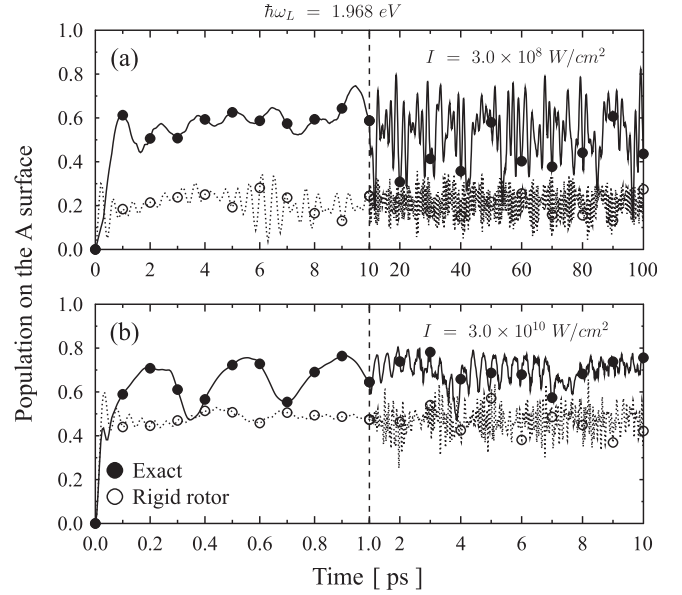 ℏω_L = 1.968 eV
1.0
0.8
0.6
0.4
0.2
0.0
(a)
I = 3.0 × 10^8 W/cm^2
0 2 4 6 8 10 20 40 60 80 100
Population on the A surface
1.0
0.8
0.6
0.4
0.2
0.0
(b)
I = 3.0 × 10^10 W/cm^2
Exact
Rigid rotor
0.0 0.2 0.4 0.6 0.8 1.0 2 4 6 8 10
Time [ ps ]